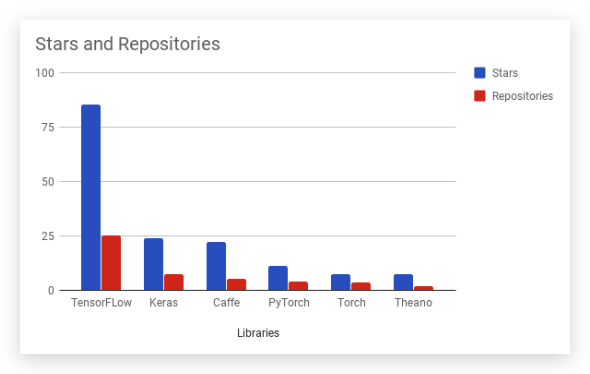 Stars and Repositories
100
75
50
25
0
Stars
Repositories
TensorFLow Keras Caffe PyTorch Torch Theano
Libraries